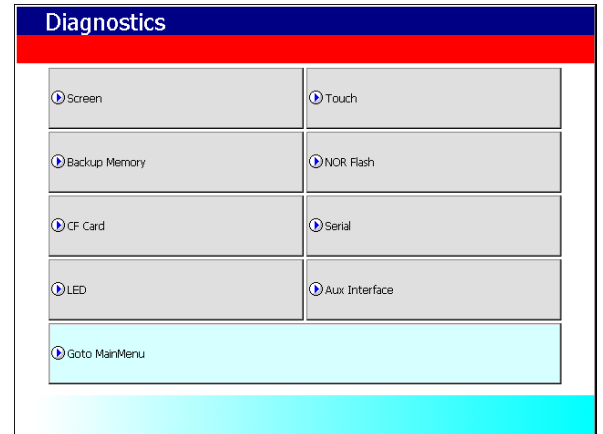 Diagnostics
Screen
Touch
Backup Memory
NOR Flash
CF Card
Serial
LED
Aux Interface
Goto MainMenu